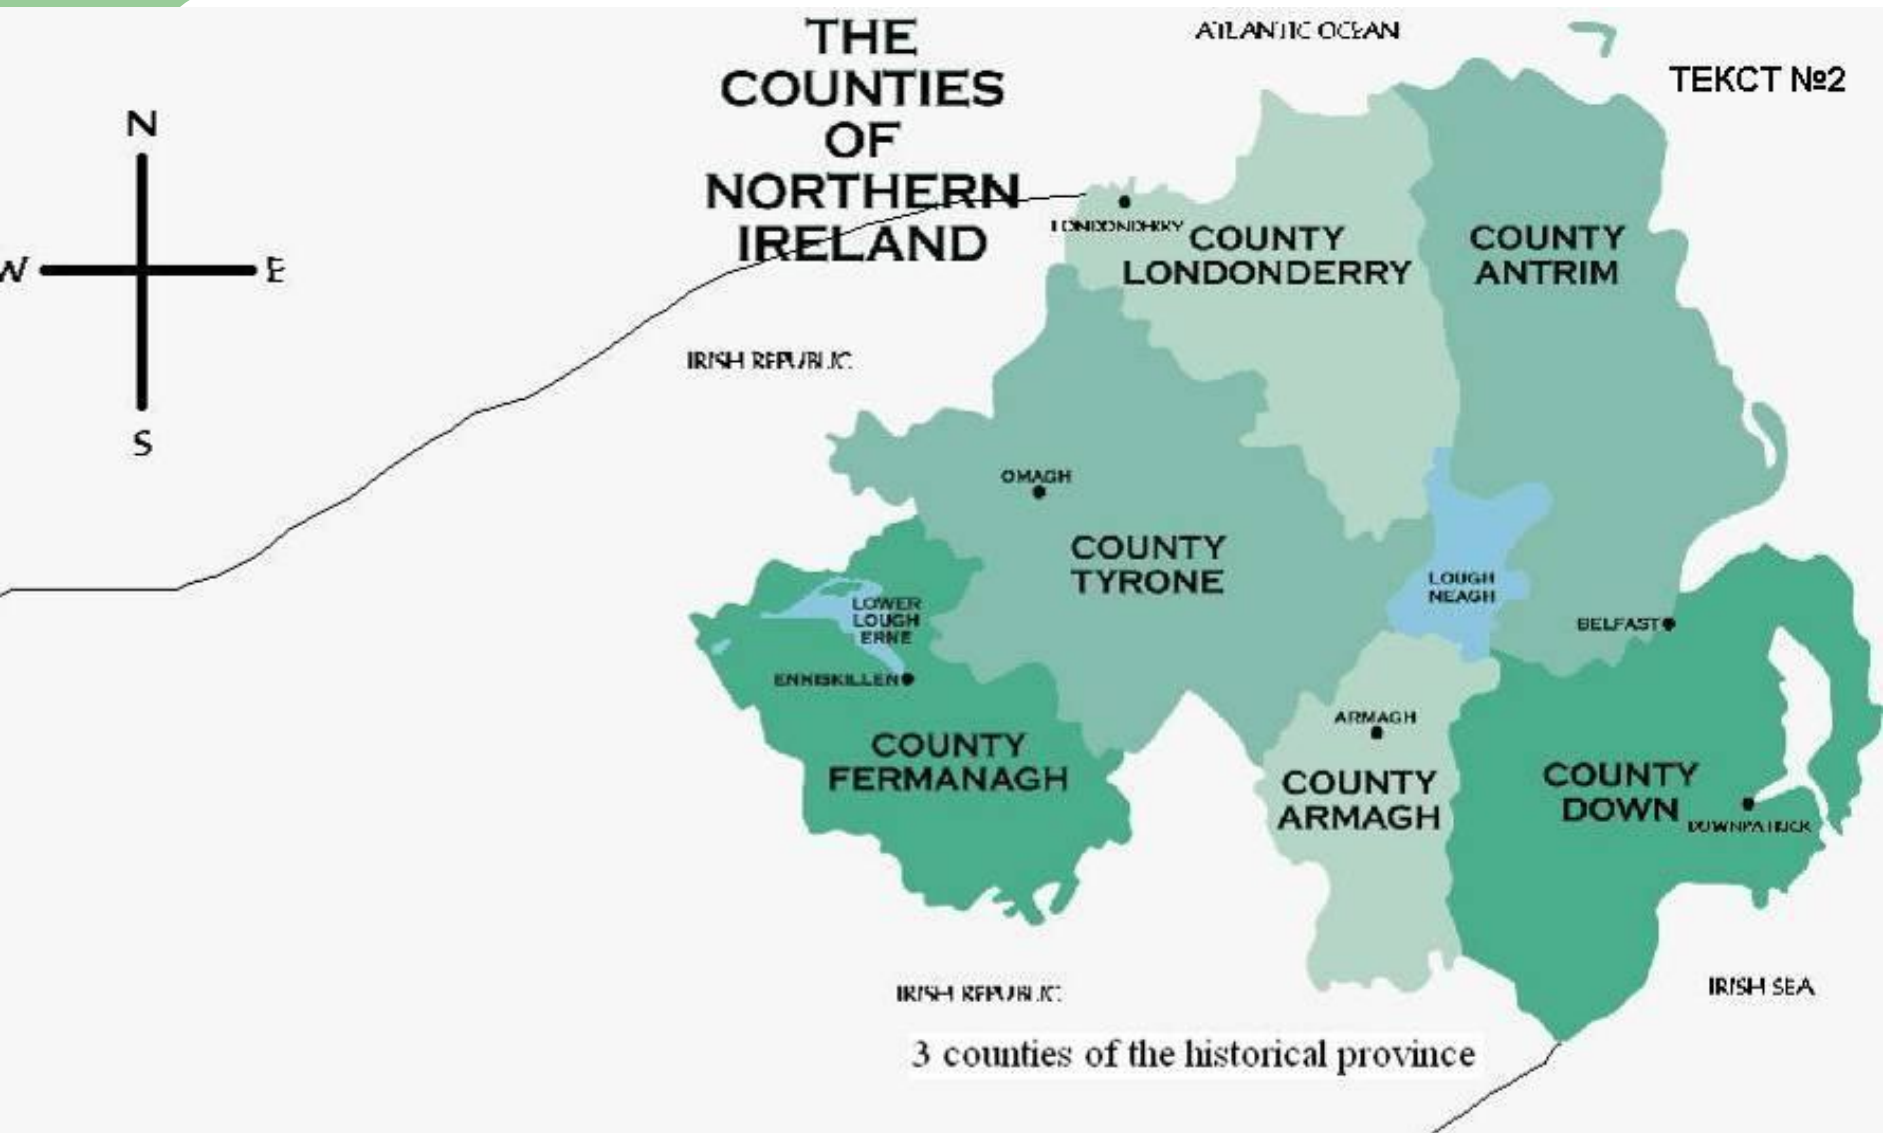 THE
COUNTIES
OF
NORTHERN
IRELAND
ATLANTIC OCEAN
ТЕКСТ №2
N
W
E
S
LONDONDERRY
COUNTY
LONDONDERRY
COUNTY
ANTRIM
IRISH REPUBLIC
OMAGH
COUNTY
TYRONE
LOUGH
NEAGH
LOWER
LOUGH
ERNE
BELFAST
ENNISKILLEN
ARMAGH
COUNTY
FERMANAGH
COUNTY
ARMAGH
COUNTY
DOWN
DOWNPATRICK
IRISH REPUBLIC
IRISH SEA
3 counties of the historical province